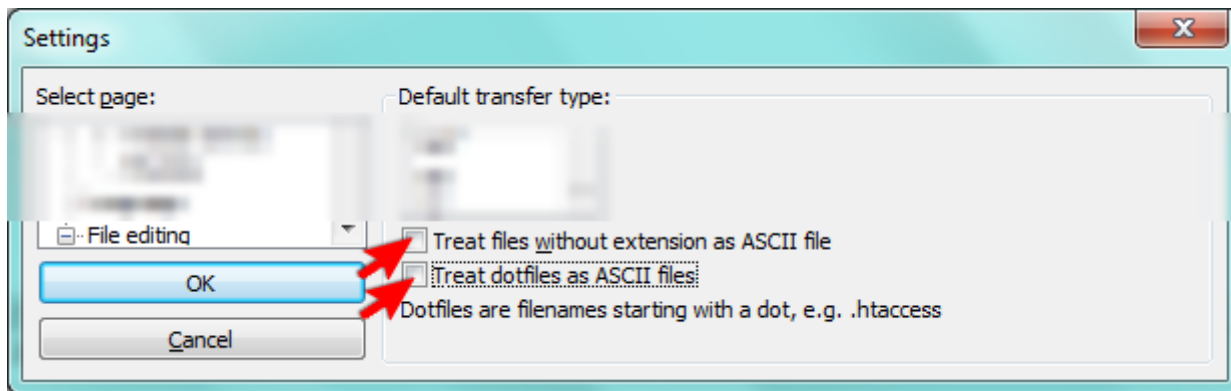 Settings
Select page:
Default transfer type:
File editing
Treat files without extension as ASCII file
Treat dotfiles as ASCII files
OK
Dotfiles are filenames starting with a dot, e.g. .htaccess
Cancel